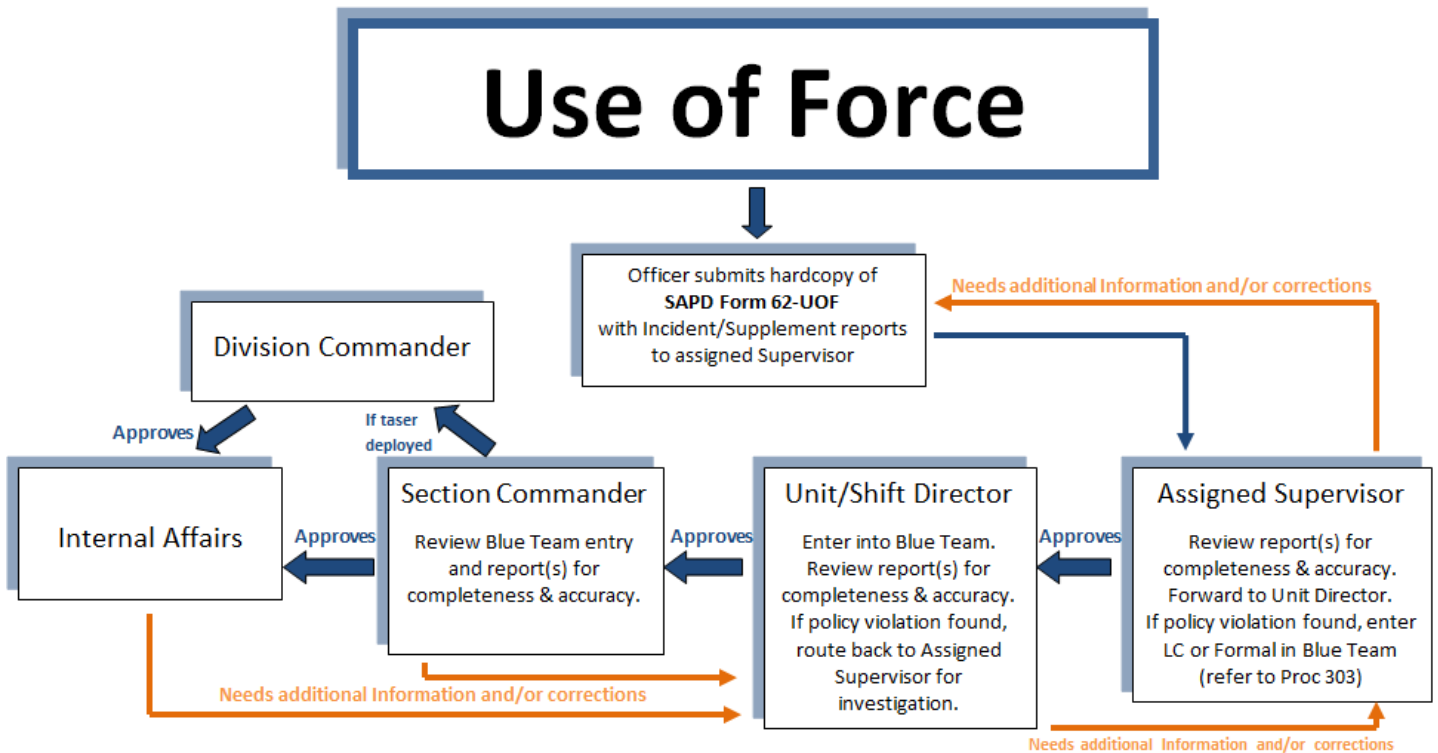 Use of Force
Officer submits hardcopy of
SAPD Form 62-UOF
with Incident/Supplement reports
to assigned Supervisor
Needs additional Information and/or corrections
Division Commander
Approves
If taser
deployed
Internal Affairs
Approves
Section Commander
Review Blue Team entry
and report(s) for
completeness & accuracy.
Approves
Unit/Shift Director
Enter into Blue Team.
Review report(s) for
completeness & accuracy.
If policy violation found,
route back to Assigned
Supervisor for
investigation.
Approves
Assigned Supervisor
Review report(s) for
completeness & accuracy.
Forward to Unit Director.
If policy violation found, enter
LC or Formal in Blue Team
(refer to Proc 303)
Needs additional Information and/or corrections
Needs additional Information and/or corrections